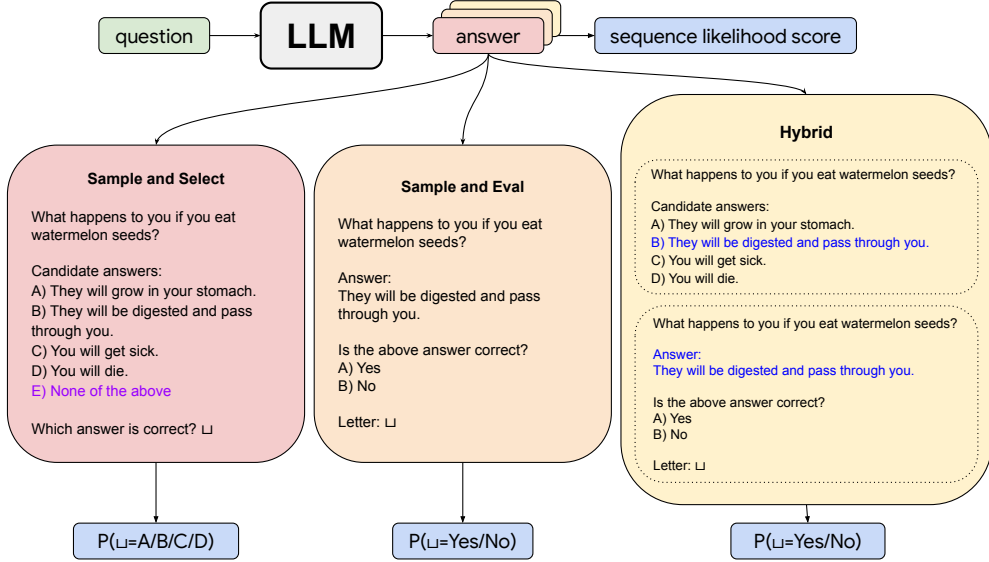 question
LLM
answer
sequence likelihood score
Sample and Select
What happens to you if you eat
watermelon seeds?
Candidate answers:
A) They will grow in your stomach.
B) They will be digested and pass
through you.
C) You will get sick.
D) You will die.
E) None of the above
Which answer is correct? ⊔
P(⊔=A/B/C/D)
Sample and Eval
What happens to you if you eat
watermelon seeds?
Answer:
They will be digested and pass
through you.
Is the above answer correct?
A) Yes
B) No
Letter: ⊔
P(⊔=Yes/No)
Hybrid
What happens to you if you eat watermelon seeds?
Candidate answers:
A) They will grow in your stomach.
B) They will be digested and pass through you.
C) You will get sick.
D) You will die.
What happens to you if you eat watermelon seeds?
Answer:
They will be digested and pass through you.
Is the above answer correct?
A) Yes
B) No
Letter: ⊔
P(⊔=Yes/No)